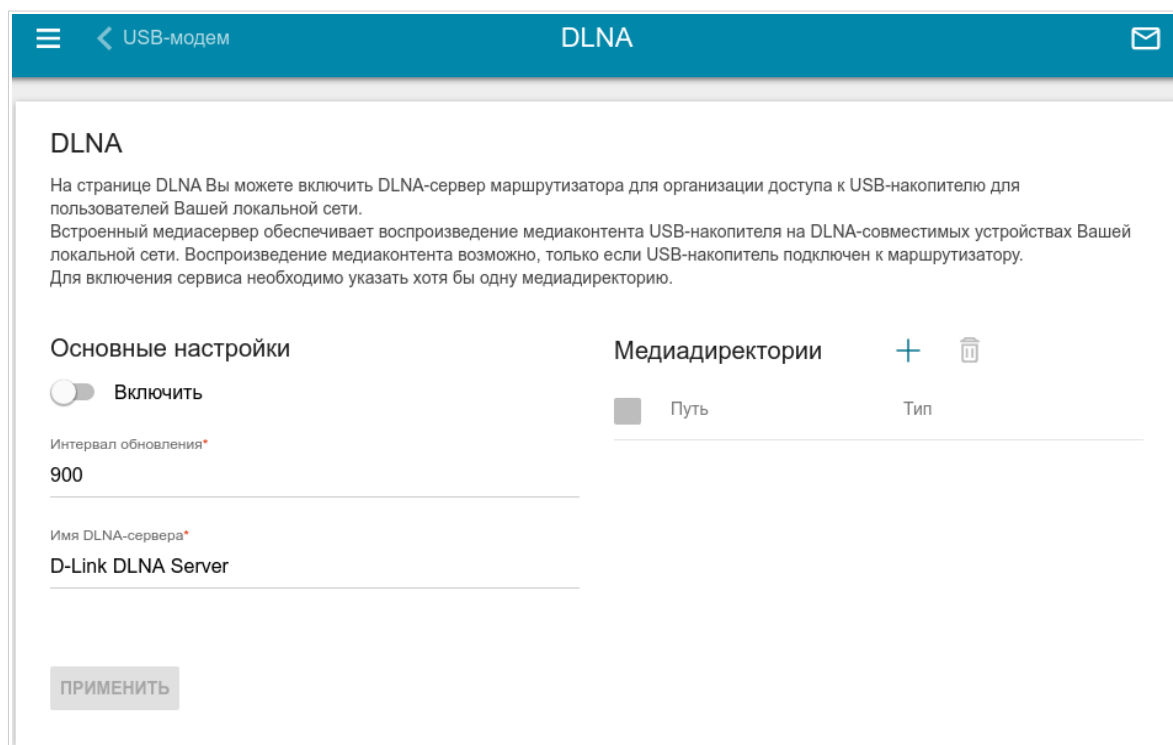 USB-модем
DLNA
DLNA
На странице DLNA Вы можете включить DLNA-сервер маршрутизатора для организации доступа к USB-накопителю для
пользователей Вашей локальной сети.
Встроенный медиасервер обеспечивает воспроизведение медиаконтента USB-накопителя на DLNA-совместимых устройствах Вашей
локальной сети. Воспроизведение медиаконтента возможно, только если USB-накопитель подключен к маршрутизатору.
Для включения сервиса необходимо указать хотя бы одну медиадиректорию.
Основные настройки
Включить
Интервал обновления*
900
Имя DLNA-сервера*
D-Link DLNA Server
ПРИМЕНИТЬ
Медиадиректории
Путь Тип